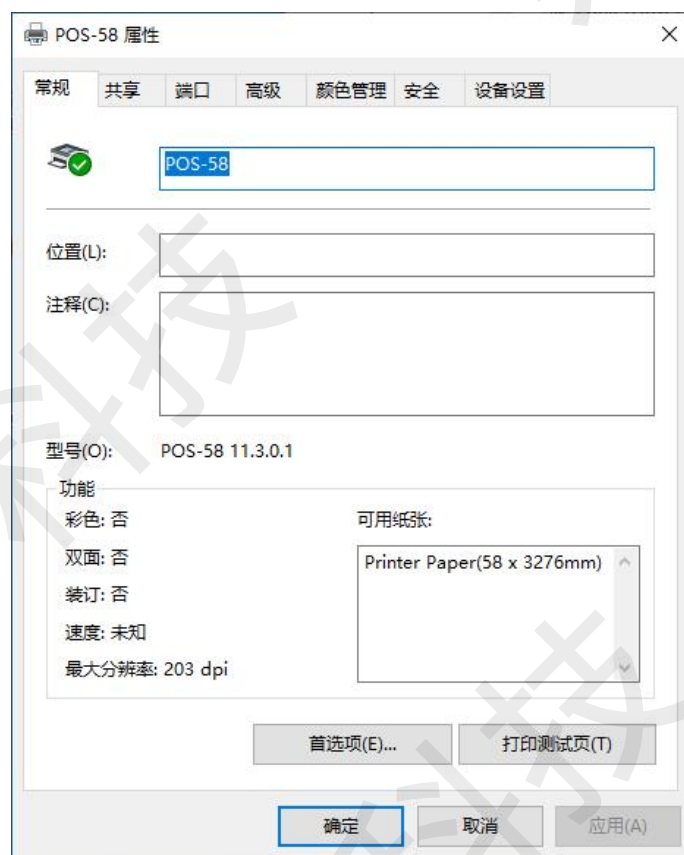 POS-58 属性
常规 共享 端口 高级 颜色管理 安全 设备设置
POS-58
位置(L):
注释(C):
型号(O): POS-58 11.3.0.1
功能
彩色: 否
双面: 否
装订: 否
速度: 未知
最大分辨率: 203 dpi
可用纸张:
Printer Paper(58 x 3276mm)
首选项(E)... 打印测试页(T)
确定 取消 应用(A)
科技
科技